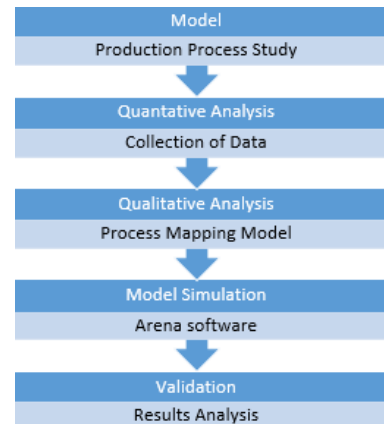 Model
Production Process Study
Quantative Analysis
Collection of Data
Qualitative Analysis
Process Mapping Model
Model Simulation
Arena software
Validation
Results Analysis